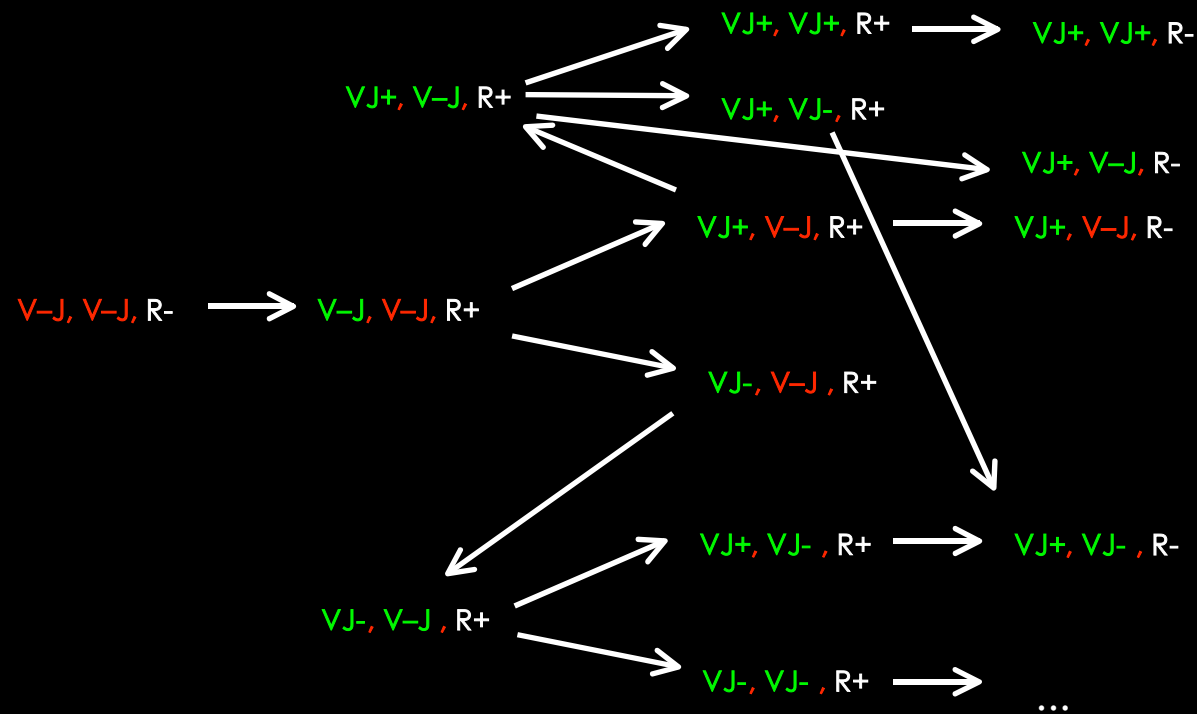 VJ+, VJ+, R+
VJ+, VJ+, R-
VJ+, V–J, R+
VJ+, VJ-, R+
VJ+, V–J, R-
VJ+, V–J, R+
VJ+, V–J, R-
V–J, V–J, R-
V–J, V–J, R+
VJ-, V–J , R+
VJ+, VJ- , R+
VJ+, VJ- , R-
VJ-, V–J , R+
VJ-, VJ- , R+
...